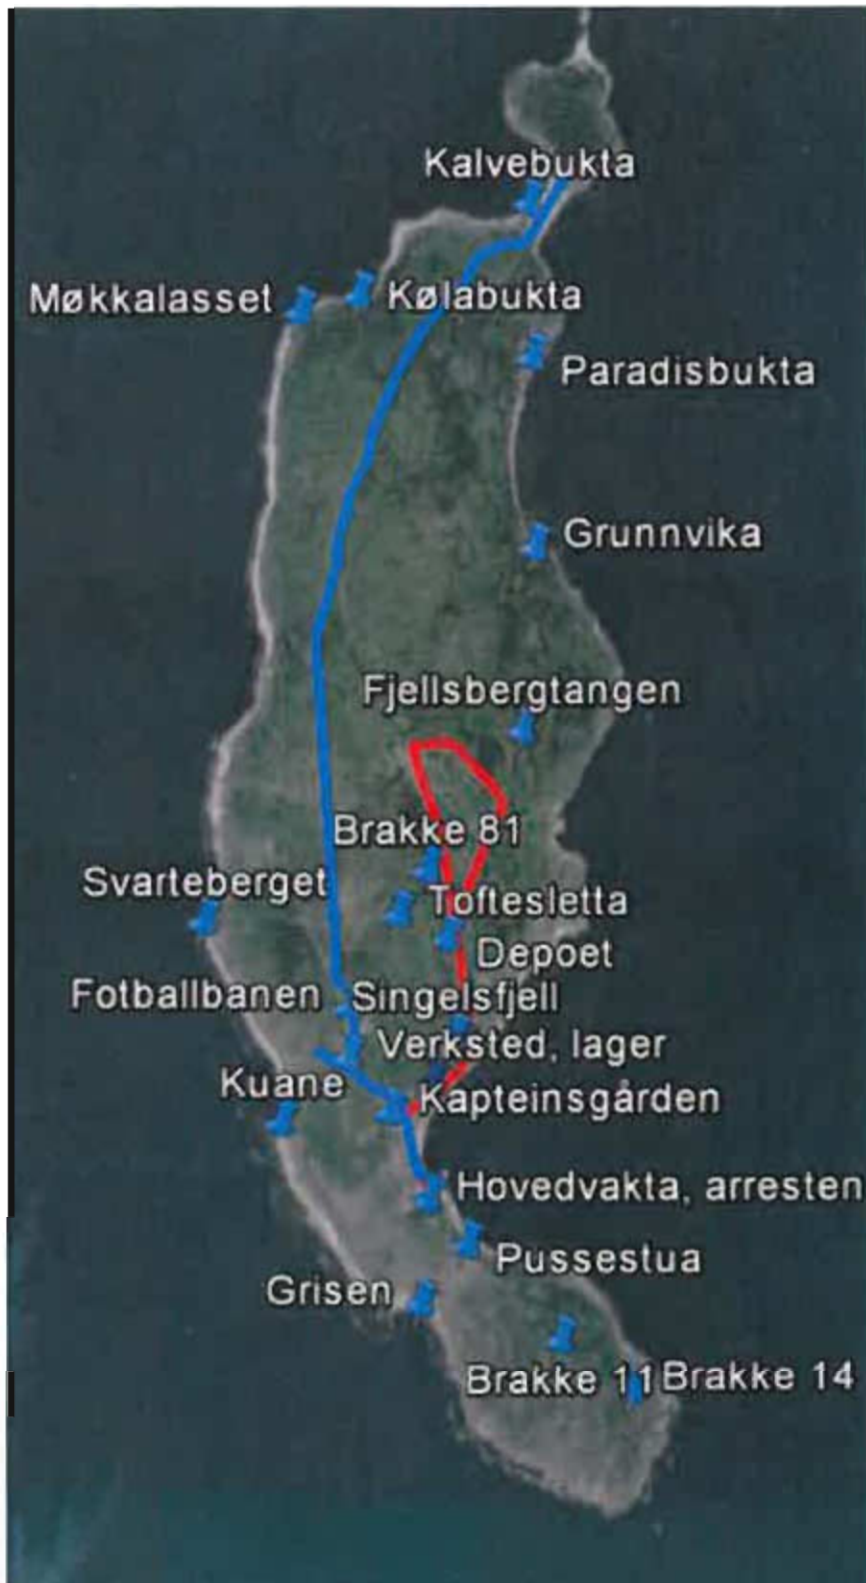 Kalvebukta
Møkkalasset
Kølabukta
Paradisbukta
Grunnvika
Fjellsbergtangen
Brakke 81
Svarteberget
Toftesletta
Depoet
Fotballbanen
Singelsfjell
Verksted, lager
Kuane
Kapteinsgården
Hovedvakta, arresten
Pussestua
Grisen
Brakke 11
Brakke 14